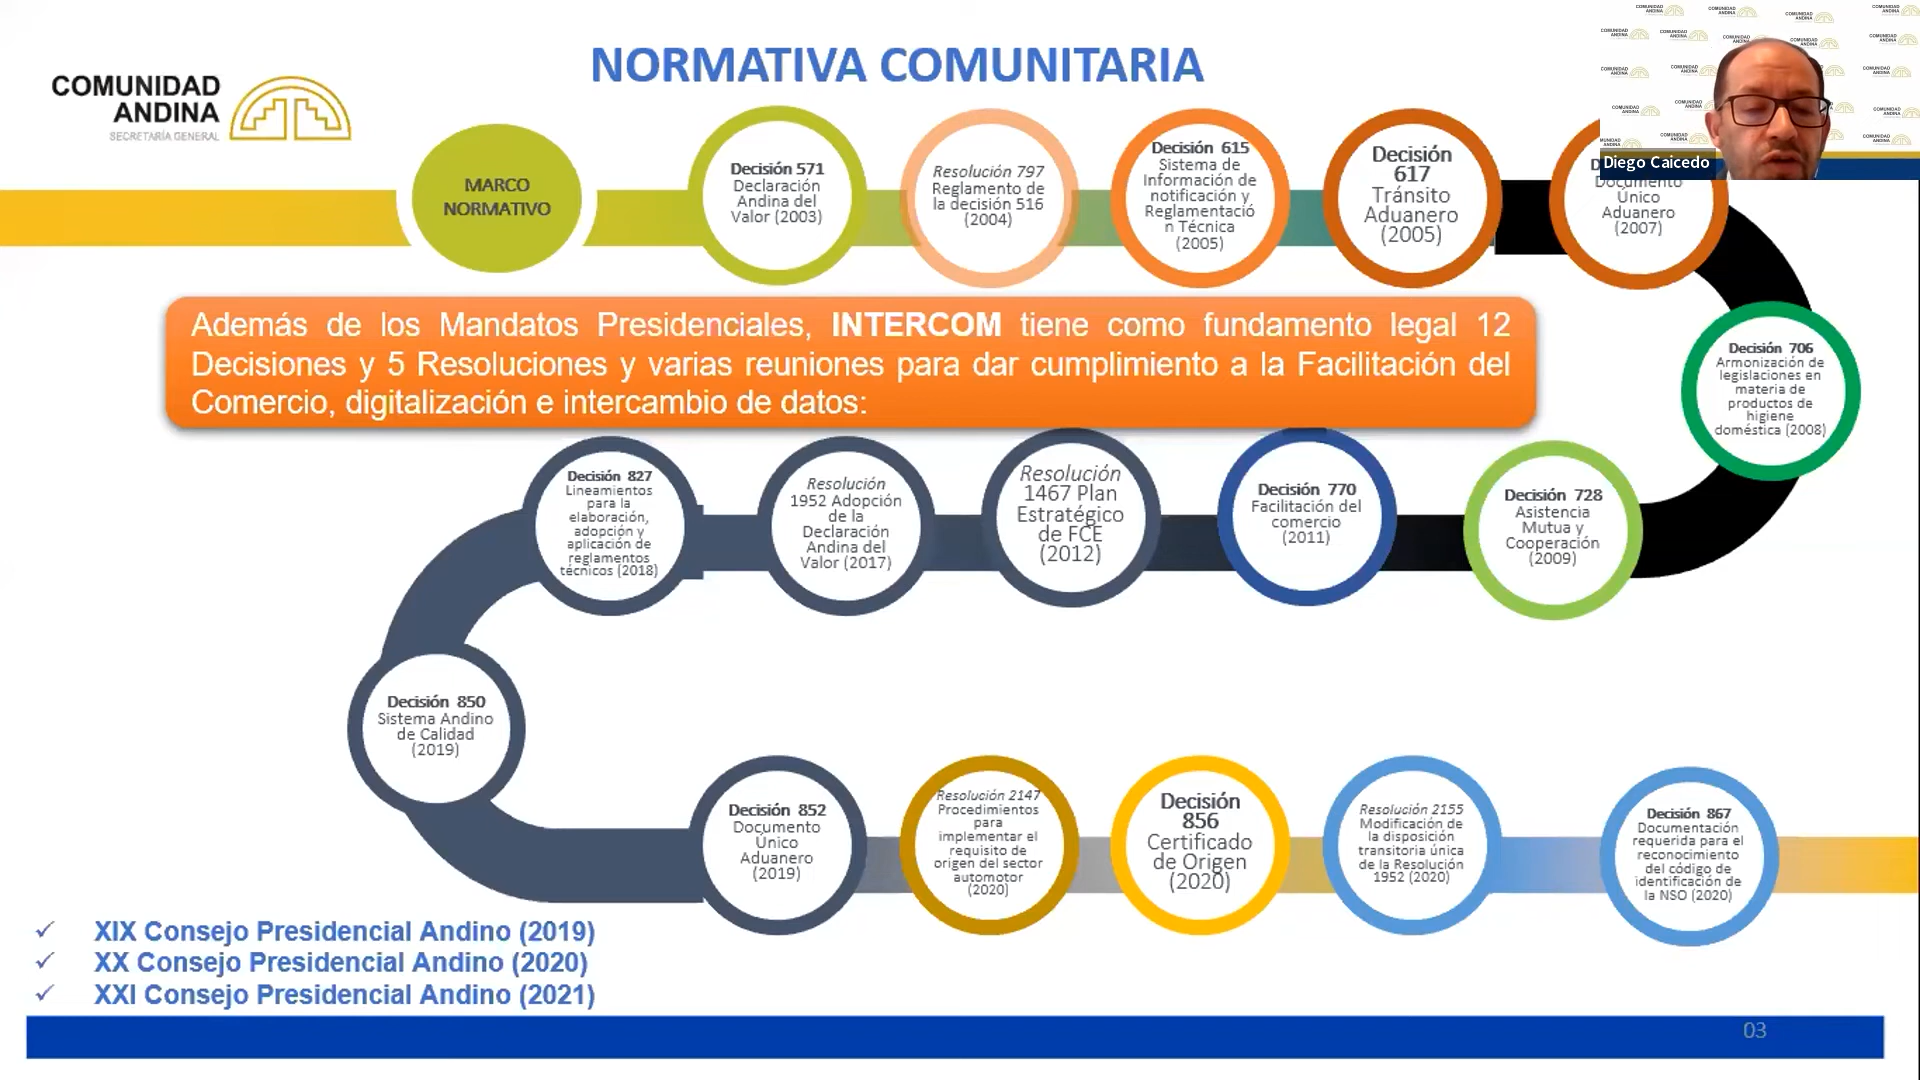 NORMATIVA COMUNITARIA
COMUNIDAD
ANDINA
SECRETARÍA GENERAL
Diego Caicedo
MARCO
NORMATIVO
Decisión 571
Declaración
Andina del
Valor (2003)
Resolución 797
Reglamento de
la decisión 516
(2004)
Decisión 615
Sistema de
Información de
notificación y
Reglamentació
n Técnica
(2005)
Decisión
617
Tránsito
Aduanero
(2005)
Documento
Único
Aduanero
(2007)
Decisión 706
Armonización de
legislaciones en
materia de
productos de
higiene
doméstica (2008)
Además de los Mandatos Presidenciales, INTERCOM tiene como fundamento legal 12
Decisiones y 5 Resoluciones y varias reuniones para dar cumplimiento a la Facilitación del
Comercio, digitalización e intercambio de datos:
Decisión 728
Asistencia
Mutua y
Cooperación
(2009)
Decisión 770
Facilitación del
comercio
(2011)
Resolución
1467 Plan
Estratégico
de FCE
(2012)
Resolución
1952 Adopción
de la
Declaración
Andina del
Valor (2017)
Decisión 827
Lineamientos
para la
elaboración,
adopción y
aplicación de
reglamentos
técnicos (2018)
Decisión 850
Sistema Andino
de Calidad
(2019)
Decisión 852
Documento
Único
Aduanero
(2019)
Resolución 2147
Procedimientos
para
implementar el
requisito de
origen del sector
automotor
(2020)
Decisión
856
Certificado
de Origen
(2020)
Resolución 2155
Modificación de
la disposición
transitoria única
de la Resolución
1952 (2020)
Decisión 867
Documentación
requerida para el
reconocimiento
del código de
identificación de
la NSO (2020)
✓ XIX Consejo Presidencial Andino (2019)
✓ XX Consejo Presidencial Andino (2020)
✓ XXI Consejo Presidencial Andino (2021)
03